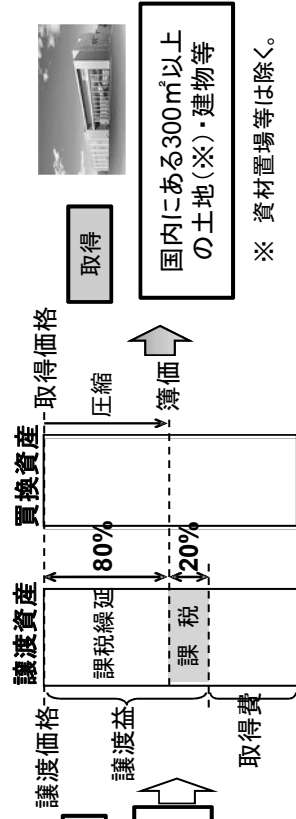 譲渡資産
買換資産
譲渡価格
取得価格
譲渡益
課税繰延
80%
圧縮
課 税
20%
簿価
取得費
取得
国内にある300㎡以上
の土地(※)・建物等
※ 資材置場等は除く。